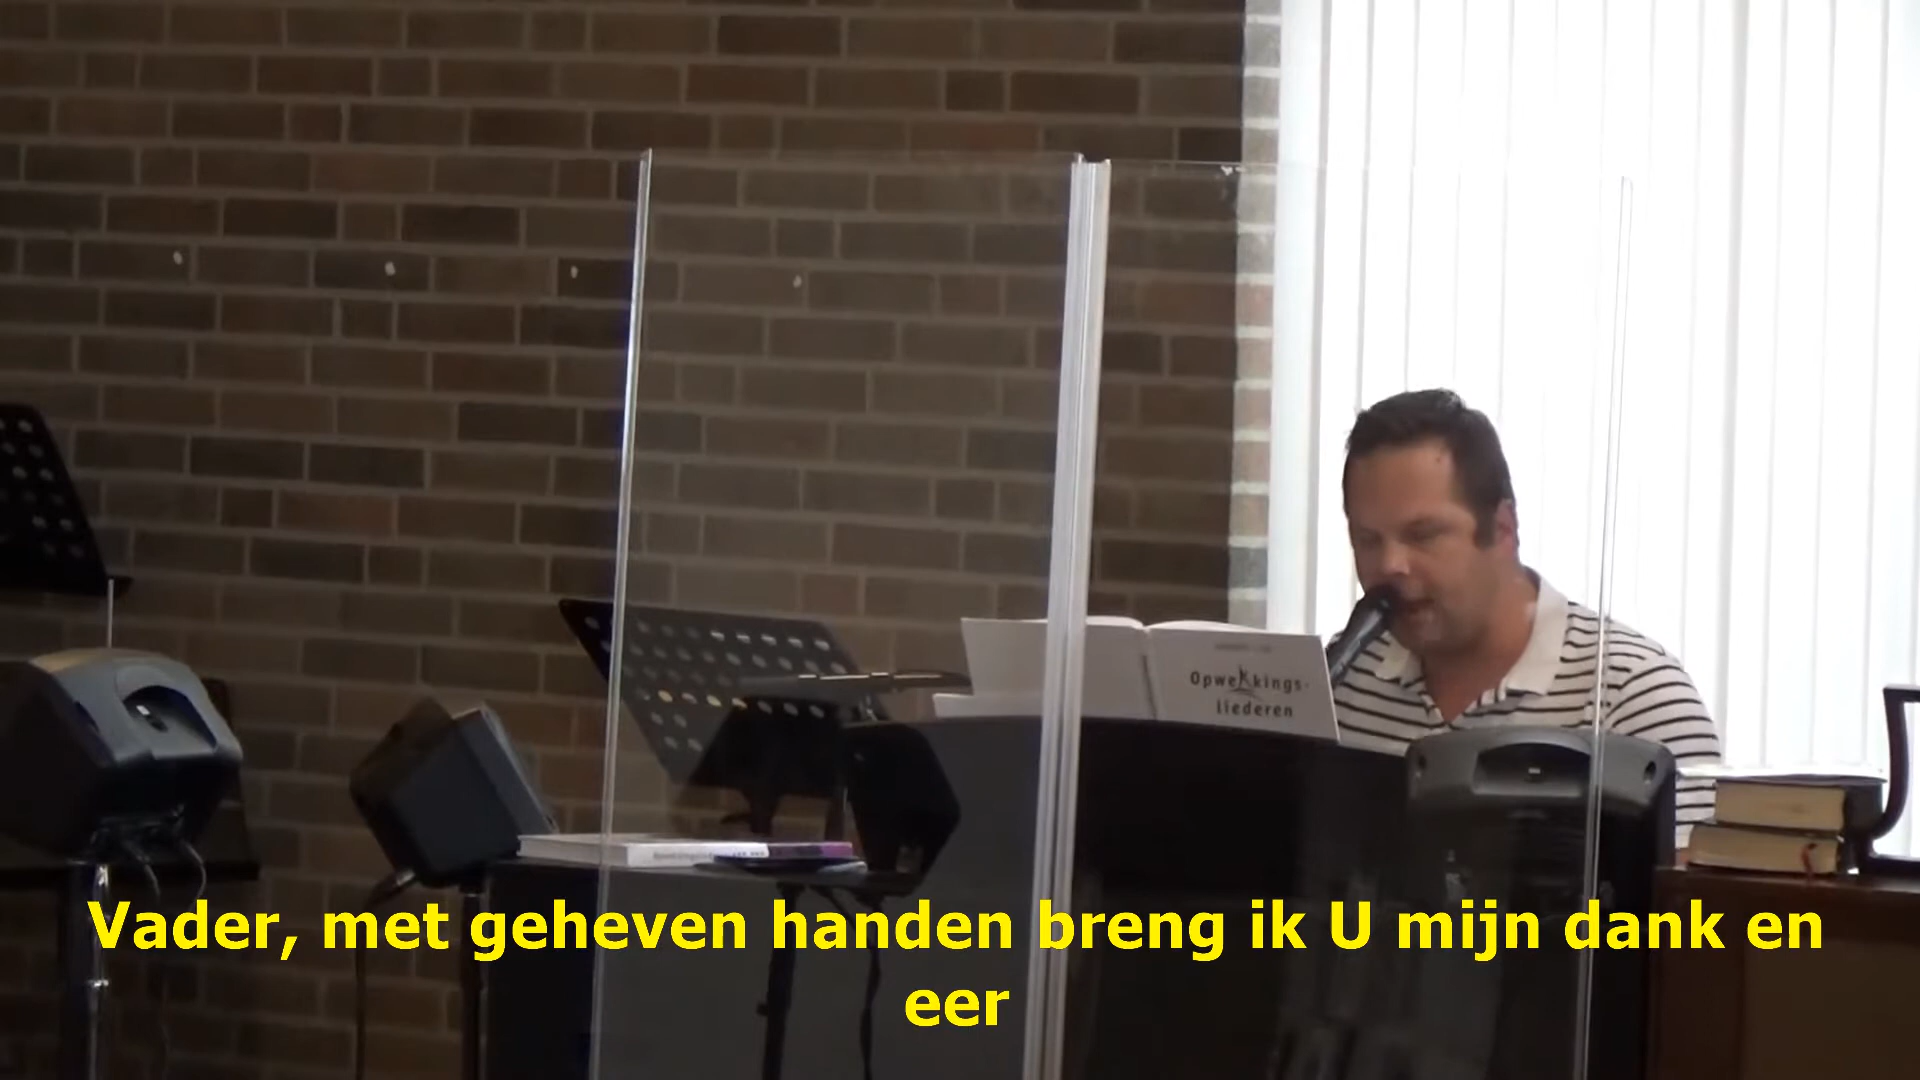 Opwekkings-
liederen
Vader, met geheven handen breng ik U mijn dank en
eer